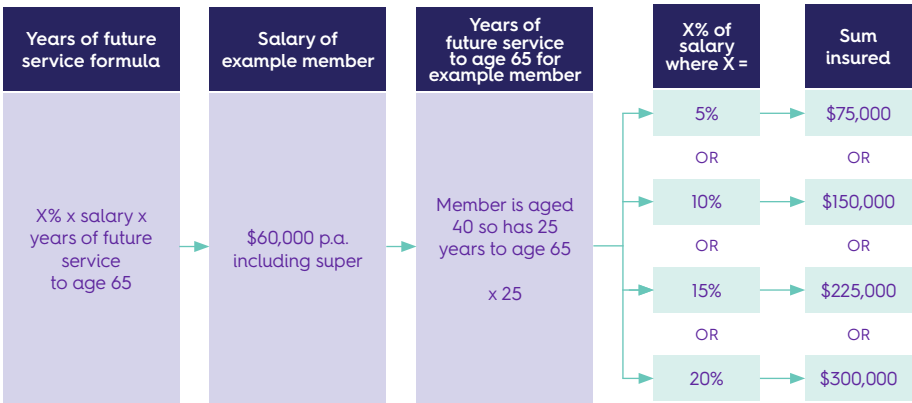 Years of future
service formula
Salary of
example member
Years of
future service
to age 65 for
example member
X% of
salary
where X =
Sum
insured
X% x salary x
years of future
service
to age 65
$60,000 p.a.
including super
Member is aged
40 so has 25
years to age 65
x 25
5%
$75,000
OR
OR
10%
$150,000
OR
OR
15%
$225,000
OR
OR
20%
$300,000